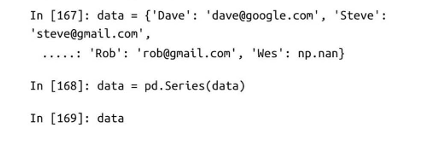 In [167]: data = {'Dave': 'dave@google.com', 'Steve':
'steve@gmail.com',
.....: 'Rob': 'rob@gmail.com', 'Wes': np.nan}
In [168]: data = pd.Series(data)
In [169]: data